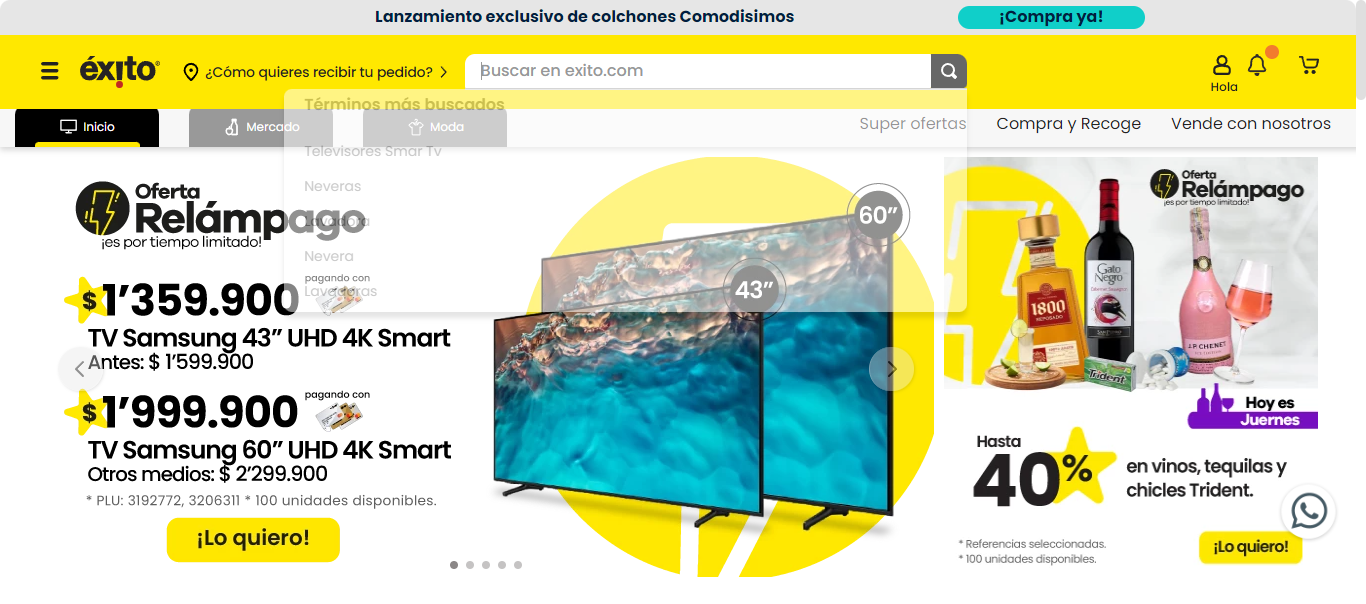 Lanzamiento exclusivo de colchones Comodisimos
¡Compra ya!
éxito
¿Cómo quieres recibir tu pedido?
Buscar en exito.com
Hola
Términos más buscados
Televisores Smar Tv
Neveras
Lavadora
Nevera
Lavadoras
Inicio
Mercado
Moda
Super ofertas
Compra y Recoge
Vende con nosotros
Oferta
Relámpago
¡es por tiempo limitado!
$1’359.900
pagando con
TV Samsung 43” UHD 4K Smart
Antes: $ 1’599.900
$1’999.900
pagando con
TV Samsung 60” UHD 4K Smart
Otros medios: $ 2’299.900
* PLU: 3192772, 3206311 * 100 unidades disponibles.
¡Lo quiero!
60”
43”
Oferta
Relámpago
¡es por tiempo limitado!
1800
REPOSADO
Gato
Negro
J.P. CHENET
Trident
Hoy es
Juernes
Hasta
40%
en vinos, tequilas y
chicles Trident.
* Referencias seleccionadas.
* 100 unidades disponibles.
¡Lo quiero!